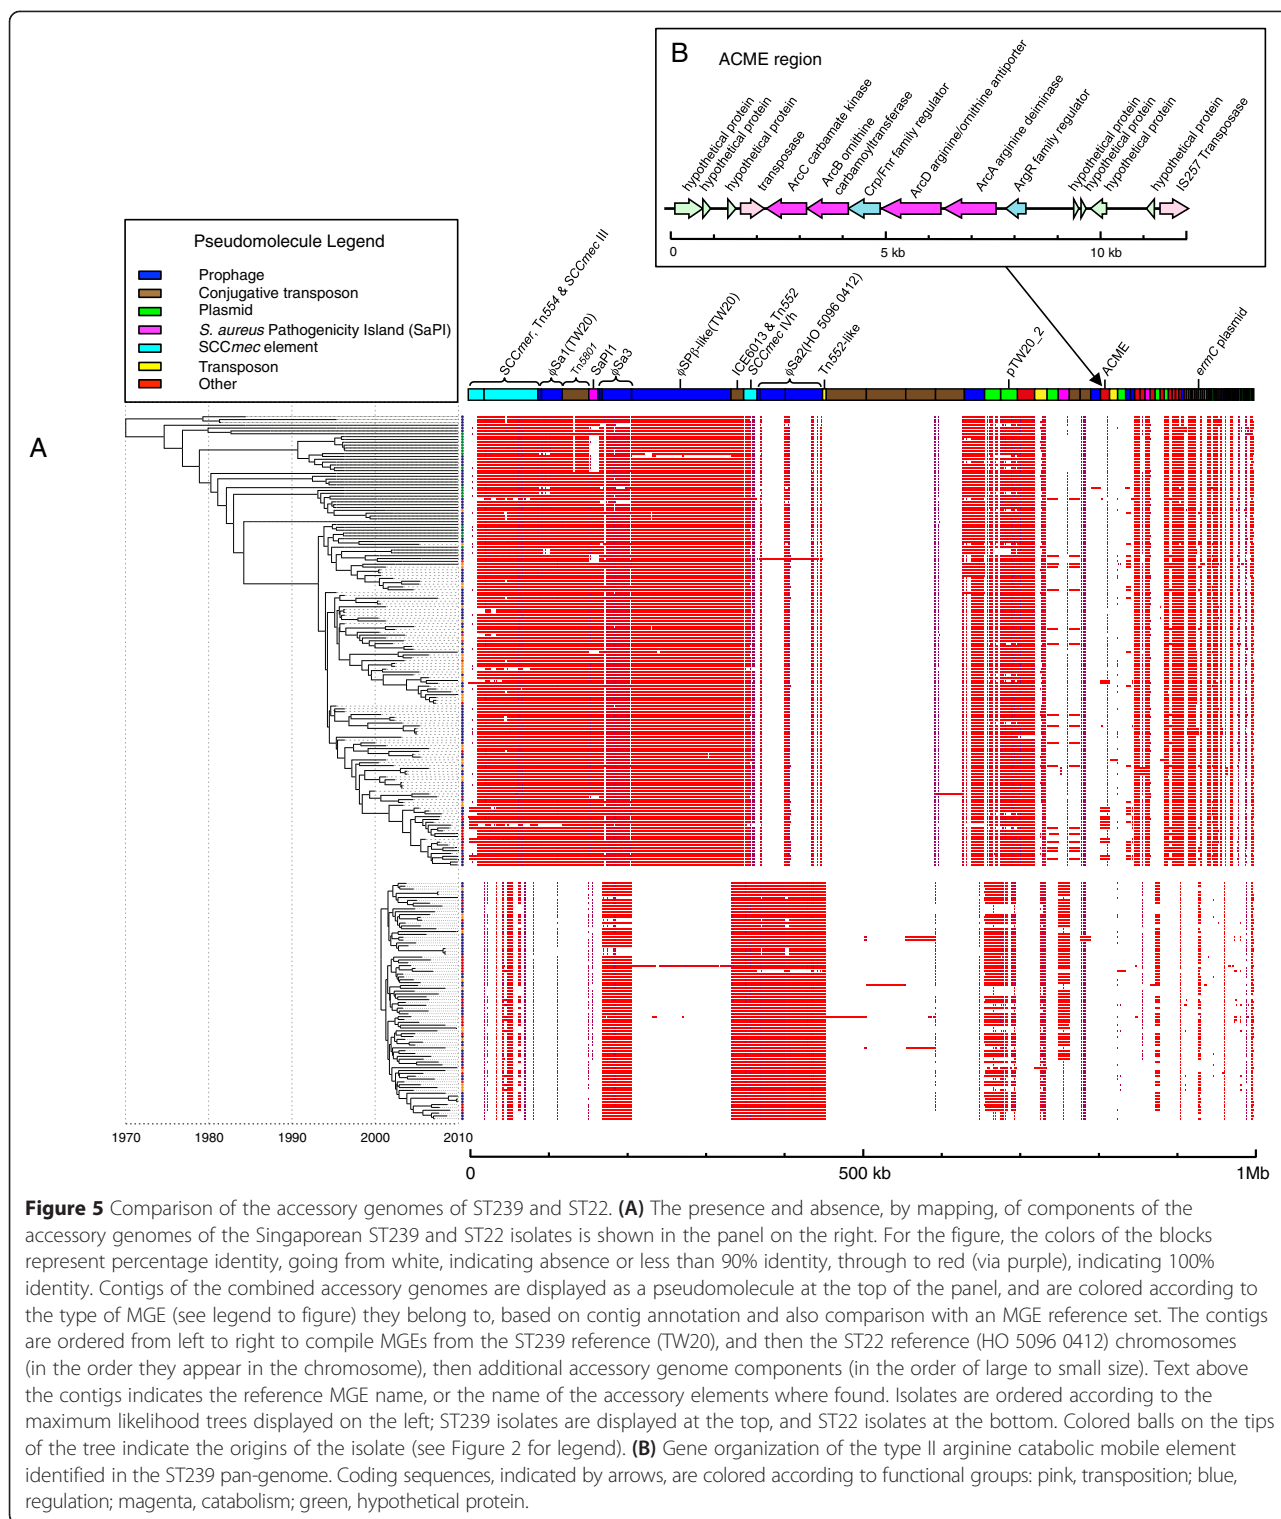 B
ACME region
hypothetical protein
hypothetical protein
hypothetical protein
transposase
ArcC carbamate kinase
ArcB ornithine
carbamoyltransferase
Crp/Fnr family regulator
ArcD arginine/ornithine antiporter
ArcA arginine deiminase
ArgR family regulator
hypothetical protein
hypothetical protein
hypothetical protein
hypothetical protein
IS257 Transposase
0
5 kb
10 kb
Pseudomolecule Legend
Prophage
Conjugative transposon
Plasmid
S. aureus Pathogenicity Island (SaPI)
SCCmec element
Transposon
Other
SCCmer, Tn554 & SCCmec III
φSa1(TW20)
Tn5801
SaPI1
φSa3
φSPβ-like(TW20)
ICE6013 & Tn552
SCCmec IVh
φSa2(HO 5096 0412)
Tn552-like
pTW20_2
ACME
ermC plasmid
A
1970
1980
1990
2000
2010
0
500 kb
1Mb
Figure 5 Comparison of the accessory genomes of ST239 and ST22. (A) The presence and absence, by mapping, of components of the
accessory genomes of the Singaporean ST239 and ST22 isolates is shown in the panel on the right. For the figure, the colors of the blocks
represent percentage identity, going from white, indicating absence or less than 90% identity, through to red (via purple), indicating 100%
identity. Contigs of the combined accessory genomes are displayed as a pseudomolecule at the top of the panel, and are colored according to
the type of MGE (see legend to figure) they belong to, based on contig annotation and also comparison with an MGE reference set. The contigs
are ordered from left to right to compile MGEs from the ST239 reference (TW20), and then the ST22 reference (HO 5096 0412) chromosomes
(in the order they appear in the chromosome), then additional accessory genome components (in the order of large to small size). Text above
the contigs indicates the reference MGE name, or the name of the accessory elements where found. Isolates are ordered according to the
maximum likelihood trees displayed on the left; ST239 isolates are displayed at the top, and ST22 isolates at the bottom. Colored balls on the tips
of the tree indicate the origins of the isolate (see Figure 2 for legend). (B) Gene organization of the type II arginine catabolic mobile element
identified in the ST239 pan-genome. Coding sequences, indicated by arrows, are colored according to functional groups: pink, transposition; blue,
regulation; magenta, catabolism; green, hypothetical protein.